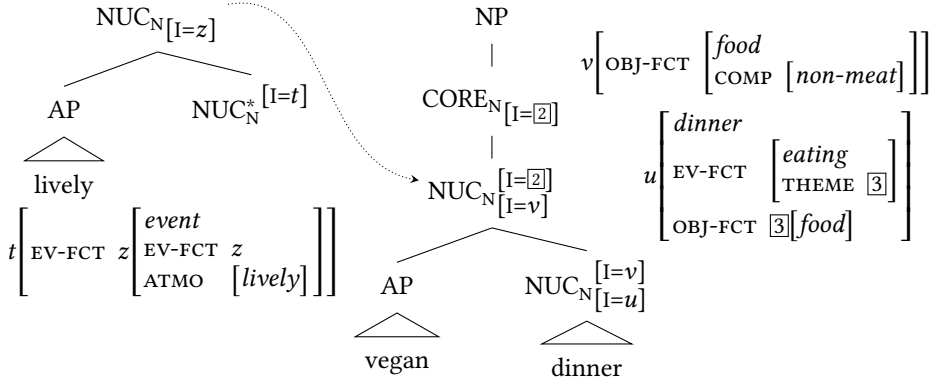 NUC_N[I=z]
AP
NUC*_N [I=t]
lively
t[EV-FCT z[event
EV-FCT z
ATMO [lively]]]
NP
CORE_N[I=2]
NUC_N [I=2] [I=v]
AP
NUC_N [I=v] [I=u]
vegan
dinner
v[OBJ-FCT [food
COMP [non-meat]]]
u[dinner
EV-FCT [eating
THEME 3]
OBJ-FCT 3[food]]